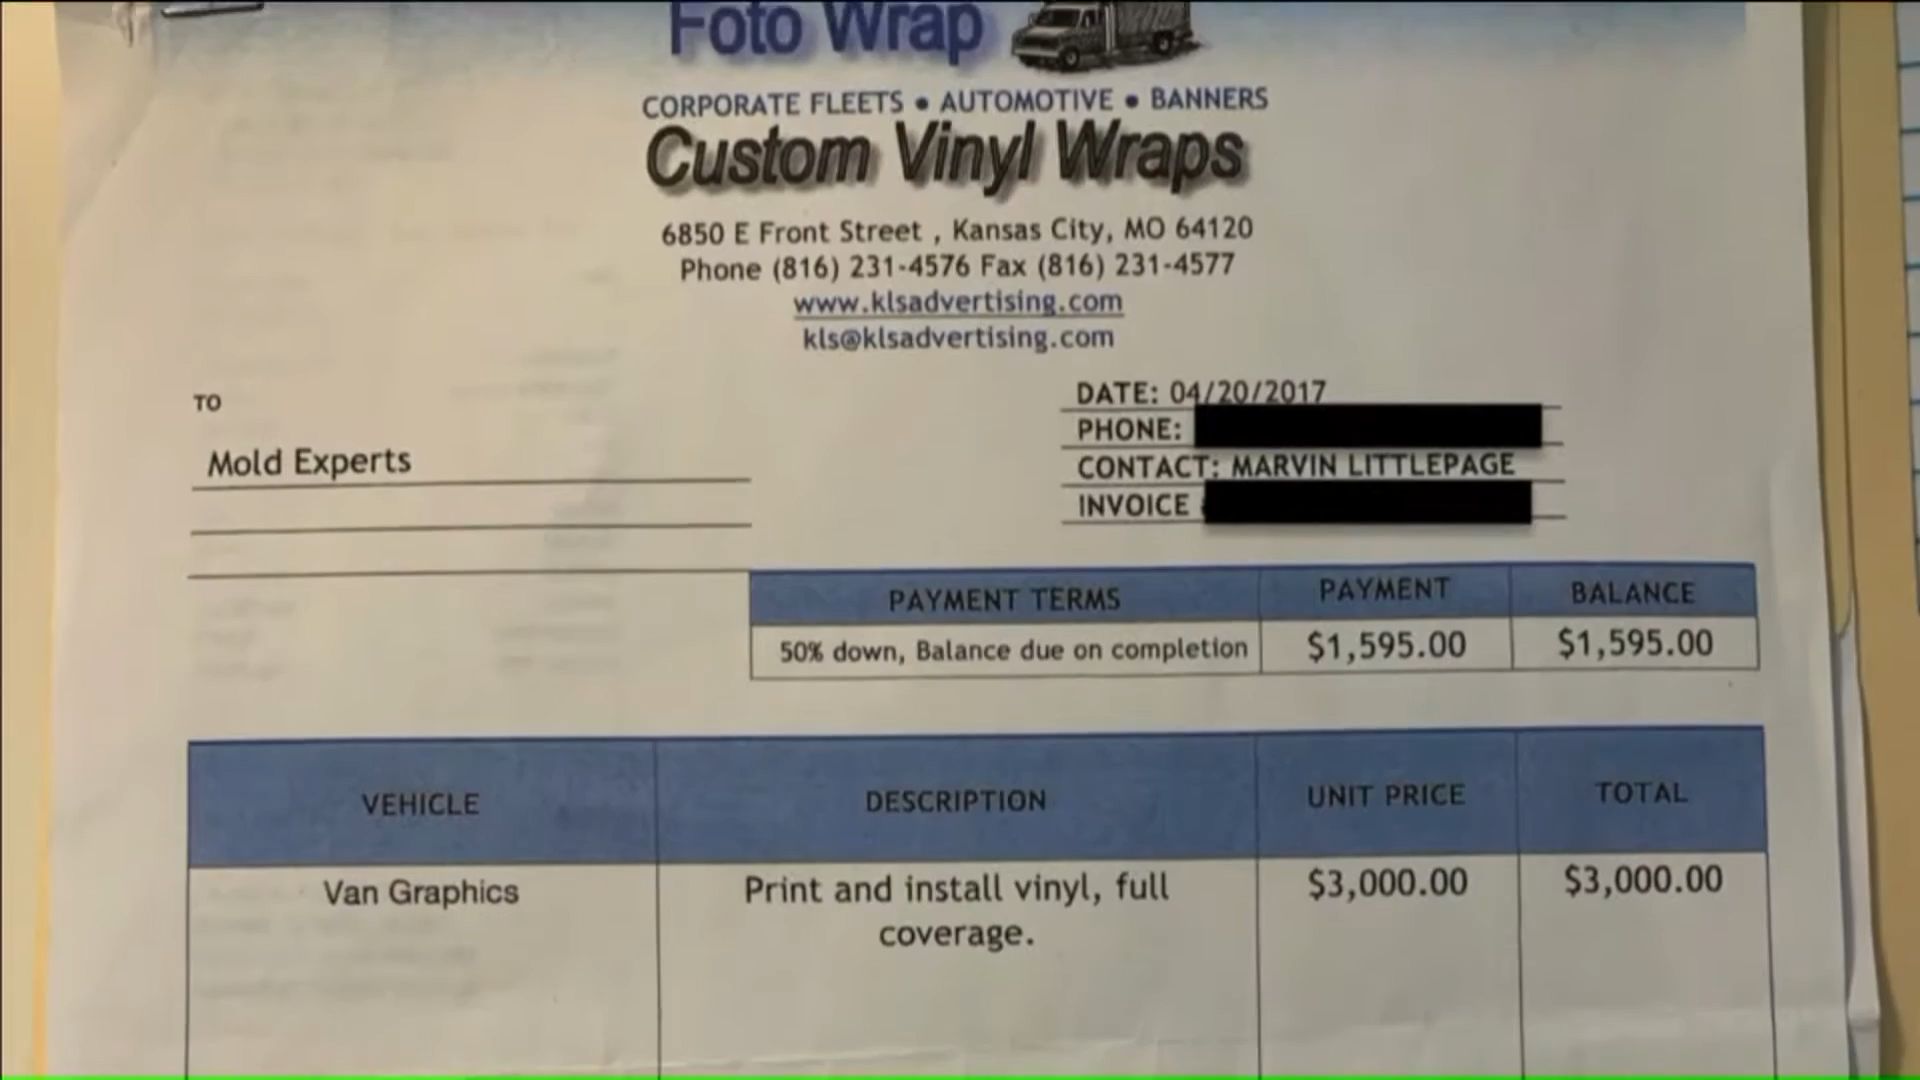 Foto Wrap
CORPORATE FLEETS • AUTOMOTIVE • BANNERS
Custom Vinyl Wraps
6850 E Front Street , Kansas City, MO 64120
Phone (816) 231-4576 Fax (816) 231-4577
www.klsadvertising.com
kls@klsadvertising.com
TO
Mold Experts
DATE: 04/20/2017
PHONE:
CONTACT: MARVIN LITTLEPAGE
INVOICE
PAYMENT TERMS PAYMENT BALANCE
50% down, Balance due on completion $1,595.00 $1,595.00
VEHICLE DESCRIPTION UNIT PRICE TOTAL
Van Graphics Print and install vinyl, full $3,000.00 $3,000.00
coverage.